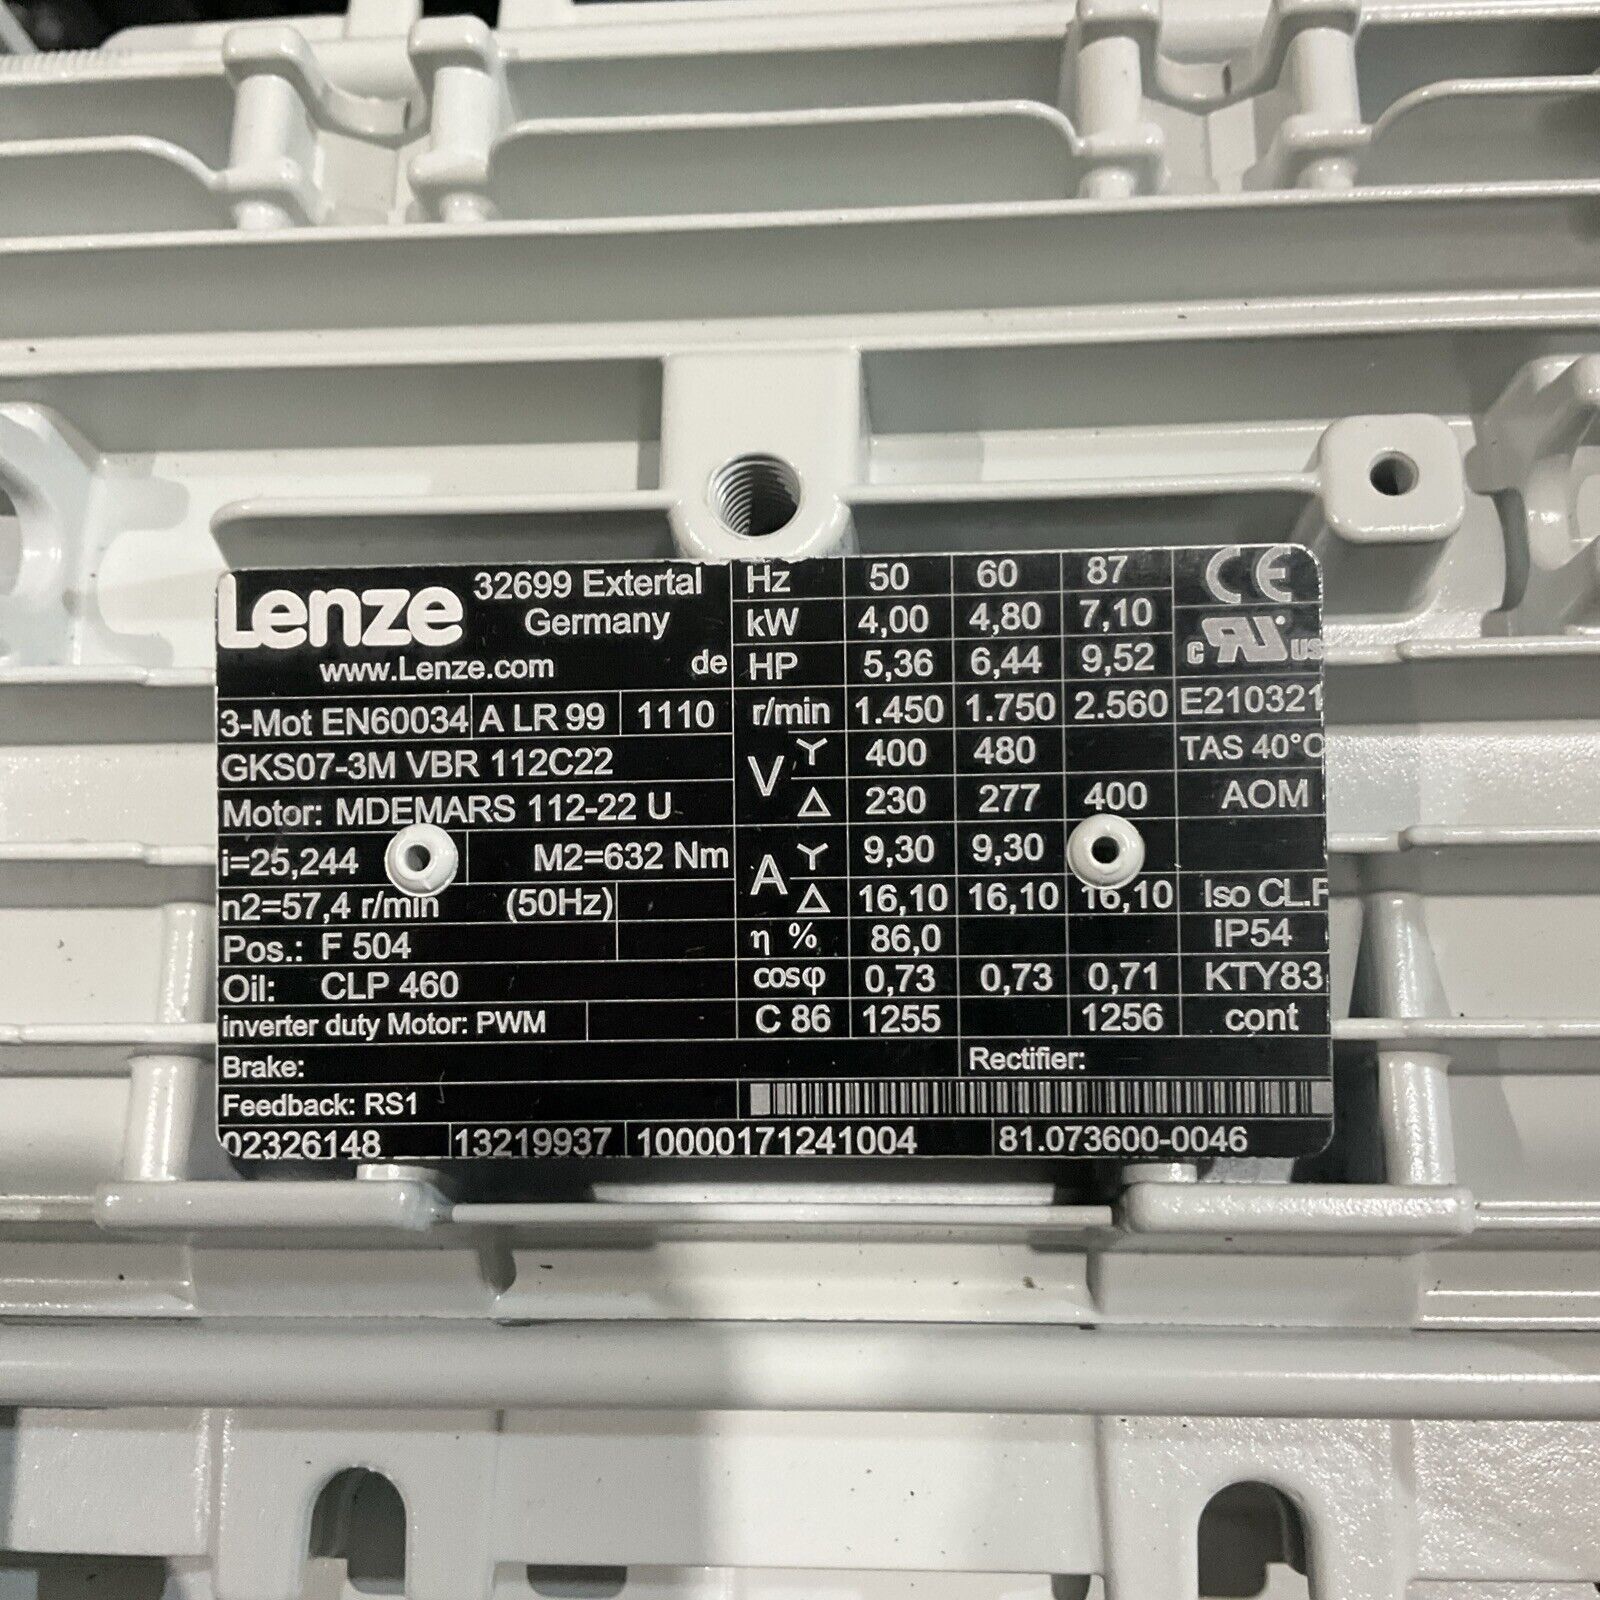 Lenze 32699 Extertal
Germany
www.Lenze.com de
3-Mot EN60034 A LR 99 1110
GKS07-3M VBR 112C22
Motor: MDEMARS 112-22 U
i=25,244 M2=632 Nm
n2=57,4 r/min (50Hz)
Pos.: F 504
Oil: CLP 460
inverter duty Motor: PWM
Hz 50 60 87 CE
kW 4,00 4,80 7,10
HP 5,36 6,44 9,52 c RU us
r/min 1.450 1.750 2.560 E210321
V Y 400 480 TAS 40°C
Δ 230 277 400 AOM
A Y 9,30 9,30
Δ 16,10 16,10 16,10 Iso CL.F
η % 86,0 IP54
cosφ 0,73 0,73 0,71 KTY83
C 86 1255 1256 cont
Brake: Rectifier:
Feedback: RS1
02326148 13219937 10000171241004 81.073600-0046